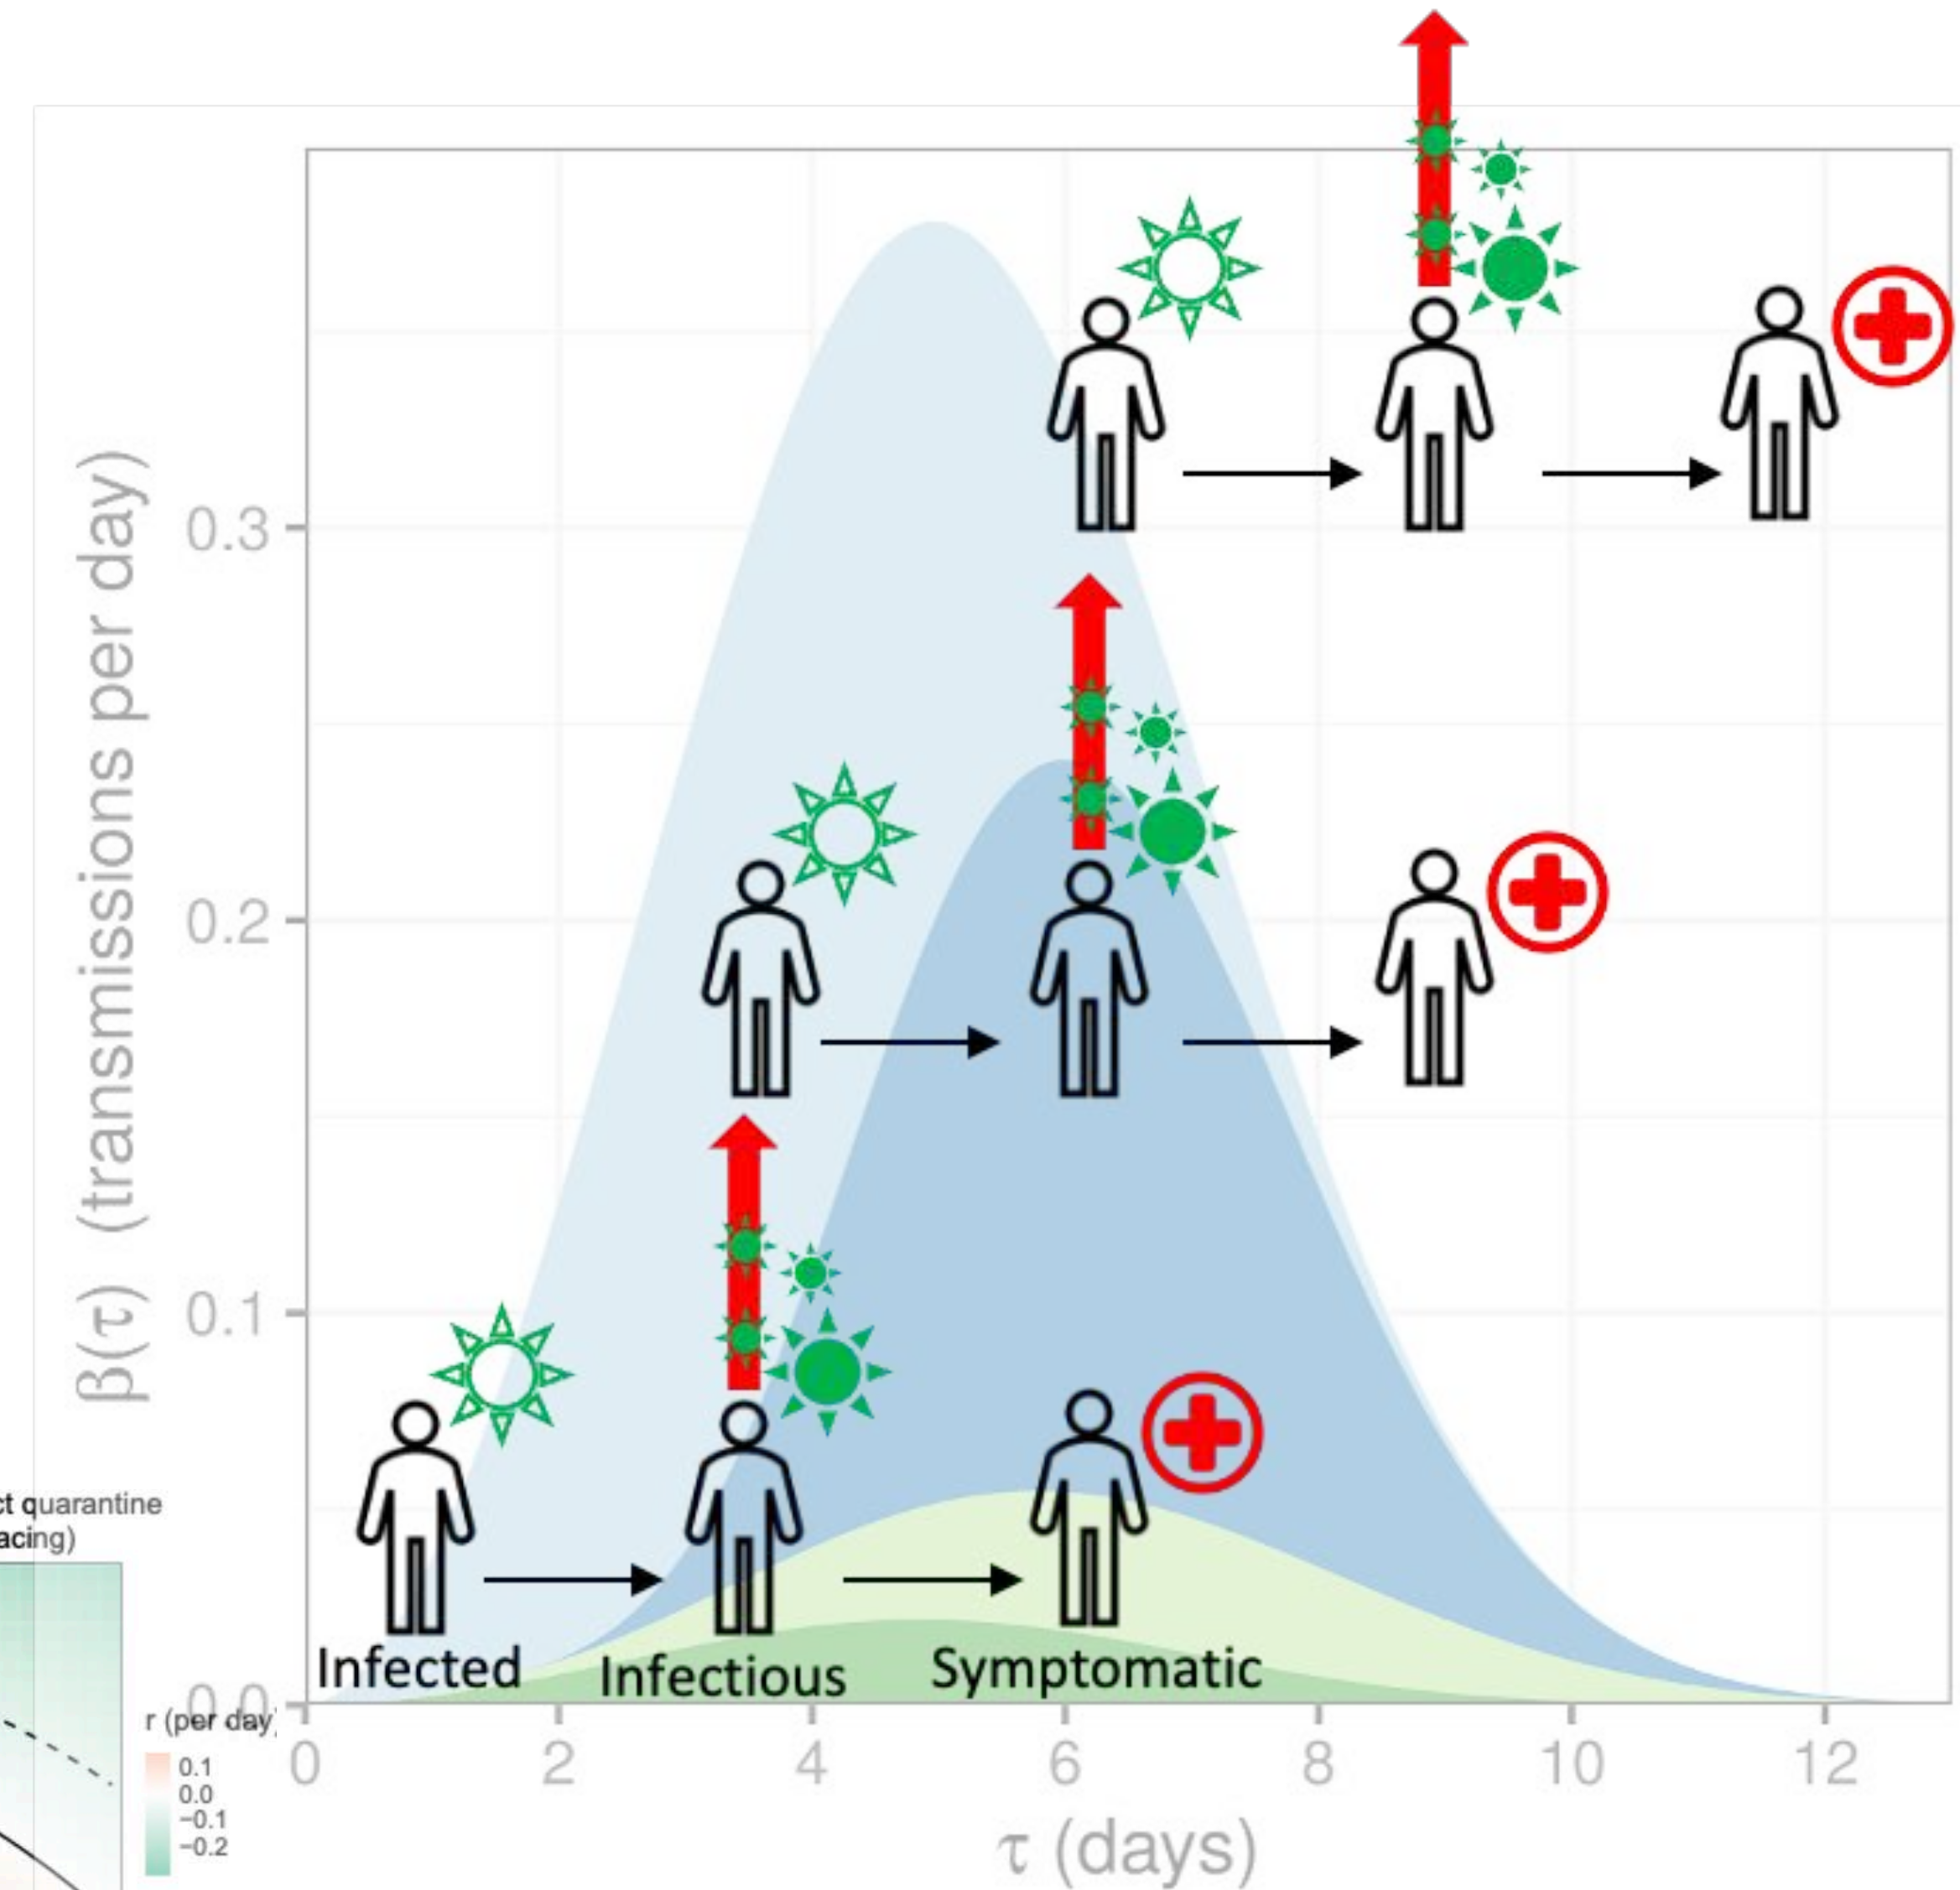 β(τ) (transmissions per day)
0.3
0.2
0.1
0.0
Infected
Infectious
Symptomatic
0 2 4 6 8 10 12
τ (days)
ct quarantine
acing)
r (per day)
0.1
0.0
−0.1
−0.2